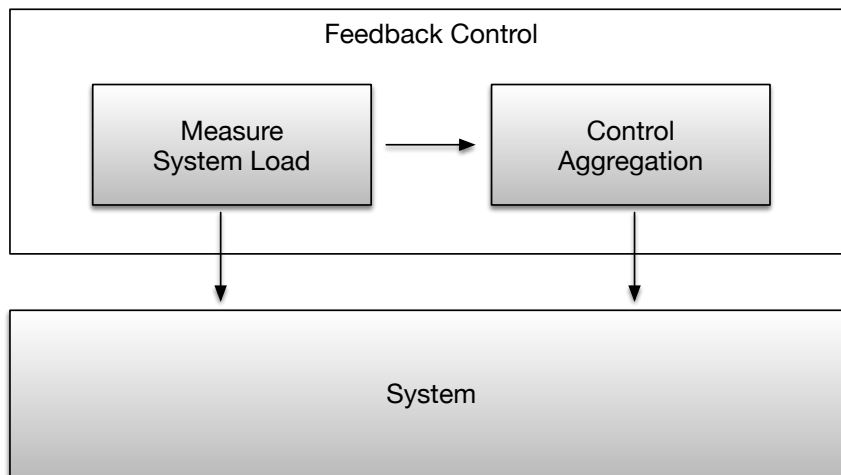 Feedback Control
Measure
System Load
Control
Aggregation
System